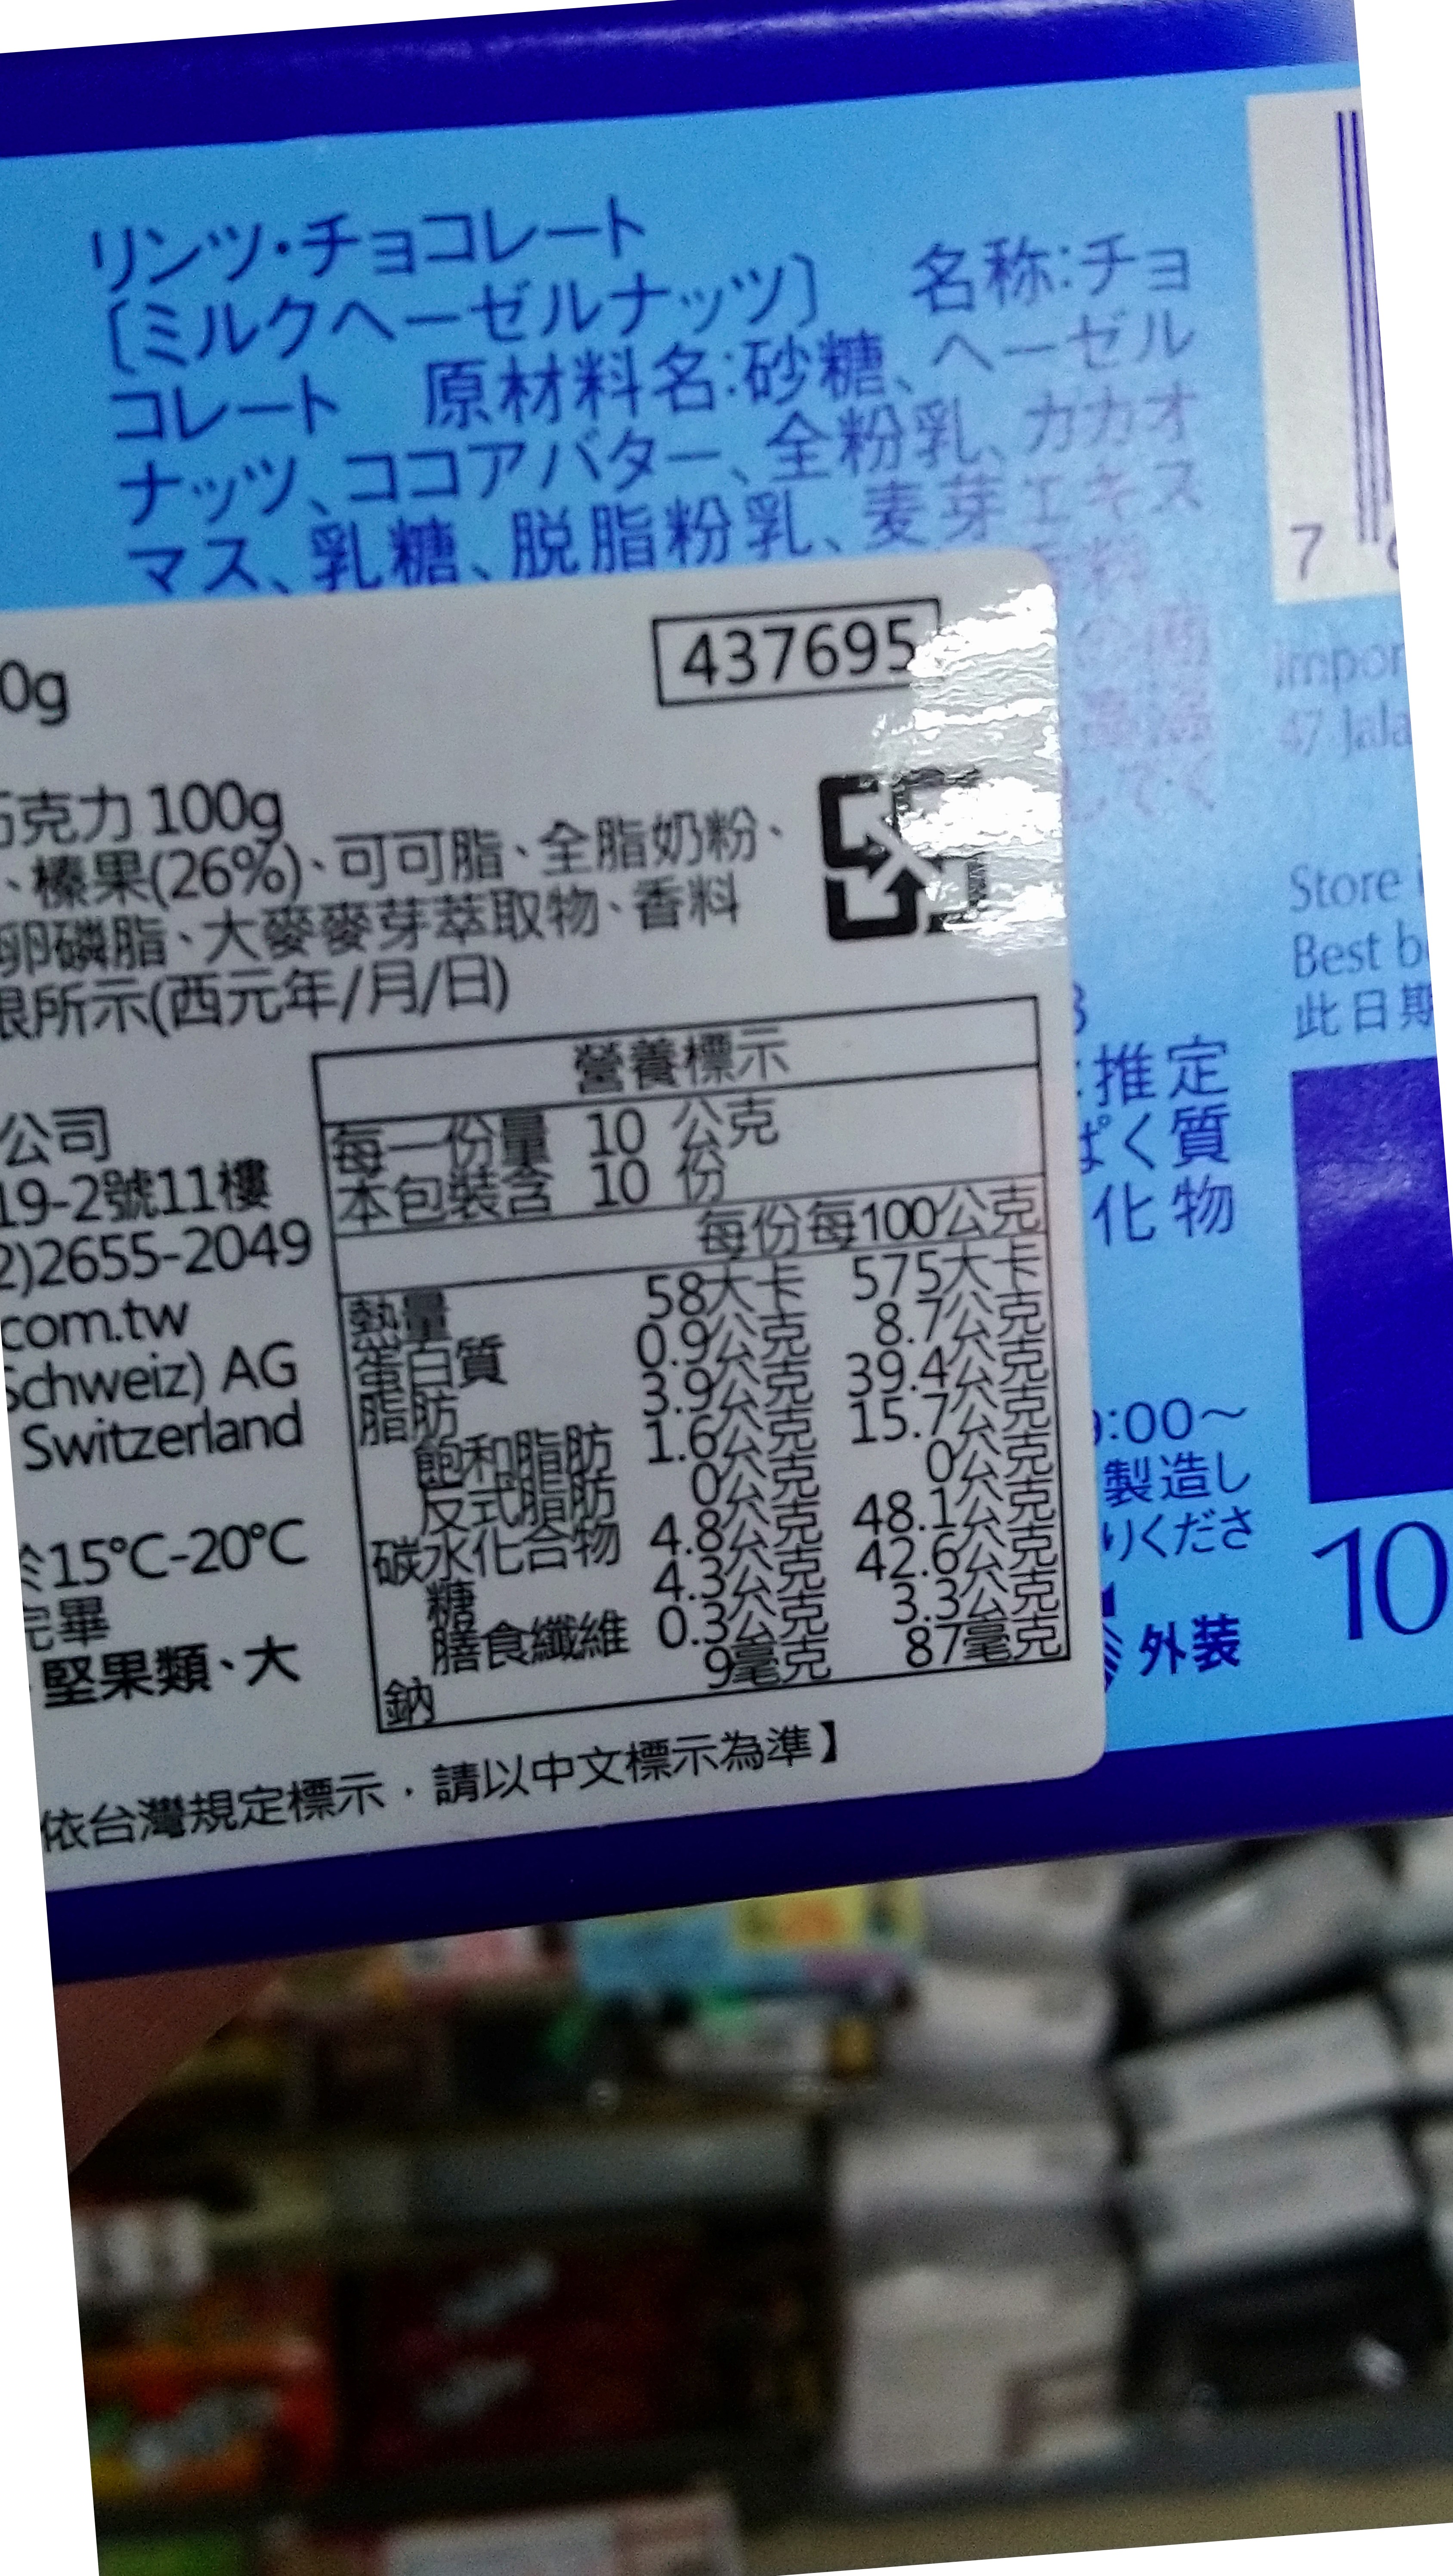 リンツ・チョコレート
〔ミルクヘーゼルナッツ〕 名称:チョ
コレート 原材料名:砂糖、ヘーゼル
ナッツ、ココアバター、全粉乳、カカオ
マス、乳糖、脱脂粉乳、麦芽エキス
香料
0g
437695
巧克力 100g
、榛果(26%)、可可脂、全脂奶粉、
卵磷脂、大麥麥芽萃取物、香料
限所示(西元年/月/日)
公司
19-2號11樓
2)2655-2049
com.tw
Schweiz) AG
Switzerland
於15°C-20°C
完畢
堅果類、大
營養標示
每一份量 10 公克
本包裝含 10 份
每份 每100公克
熱量 58大卡 575大卡
蛋白質 0.9公克 8.7公克
脂肪 3.9公克 39.4公克
飽和脂肪 1.6公克 15.7公克
反式脂肪 0公克 0公克
碳水化合物 4.8公克 48.1公克
糖 4.3公克 42.6公克
膳食纖維 0.3公克 3.3公克
鈉 9毫克 87毫克
依台灣規定標示，請以中文標示為準】
してく
推定
ぱく質
化物
9:00～
製造し
りくださ
外装
7
Impor
47 Jala
Store
Best b
此日期
10